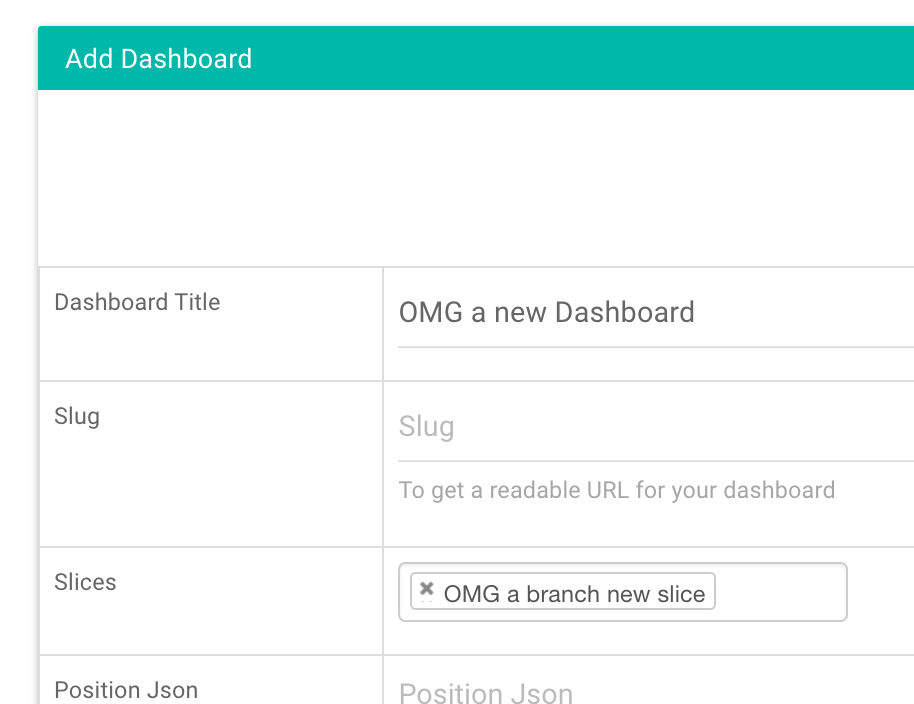 Add Dashboard
Dashboard Title
OMG a new Dashboard
Slug
Slug
To get a readable URL for your dashboard
Slices
OMG a branch new slice
Position Json
Position Json